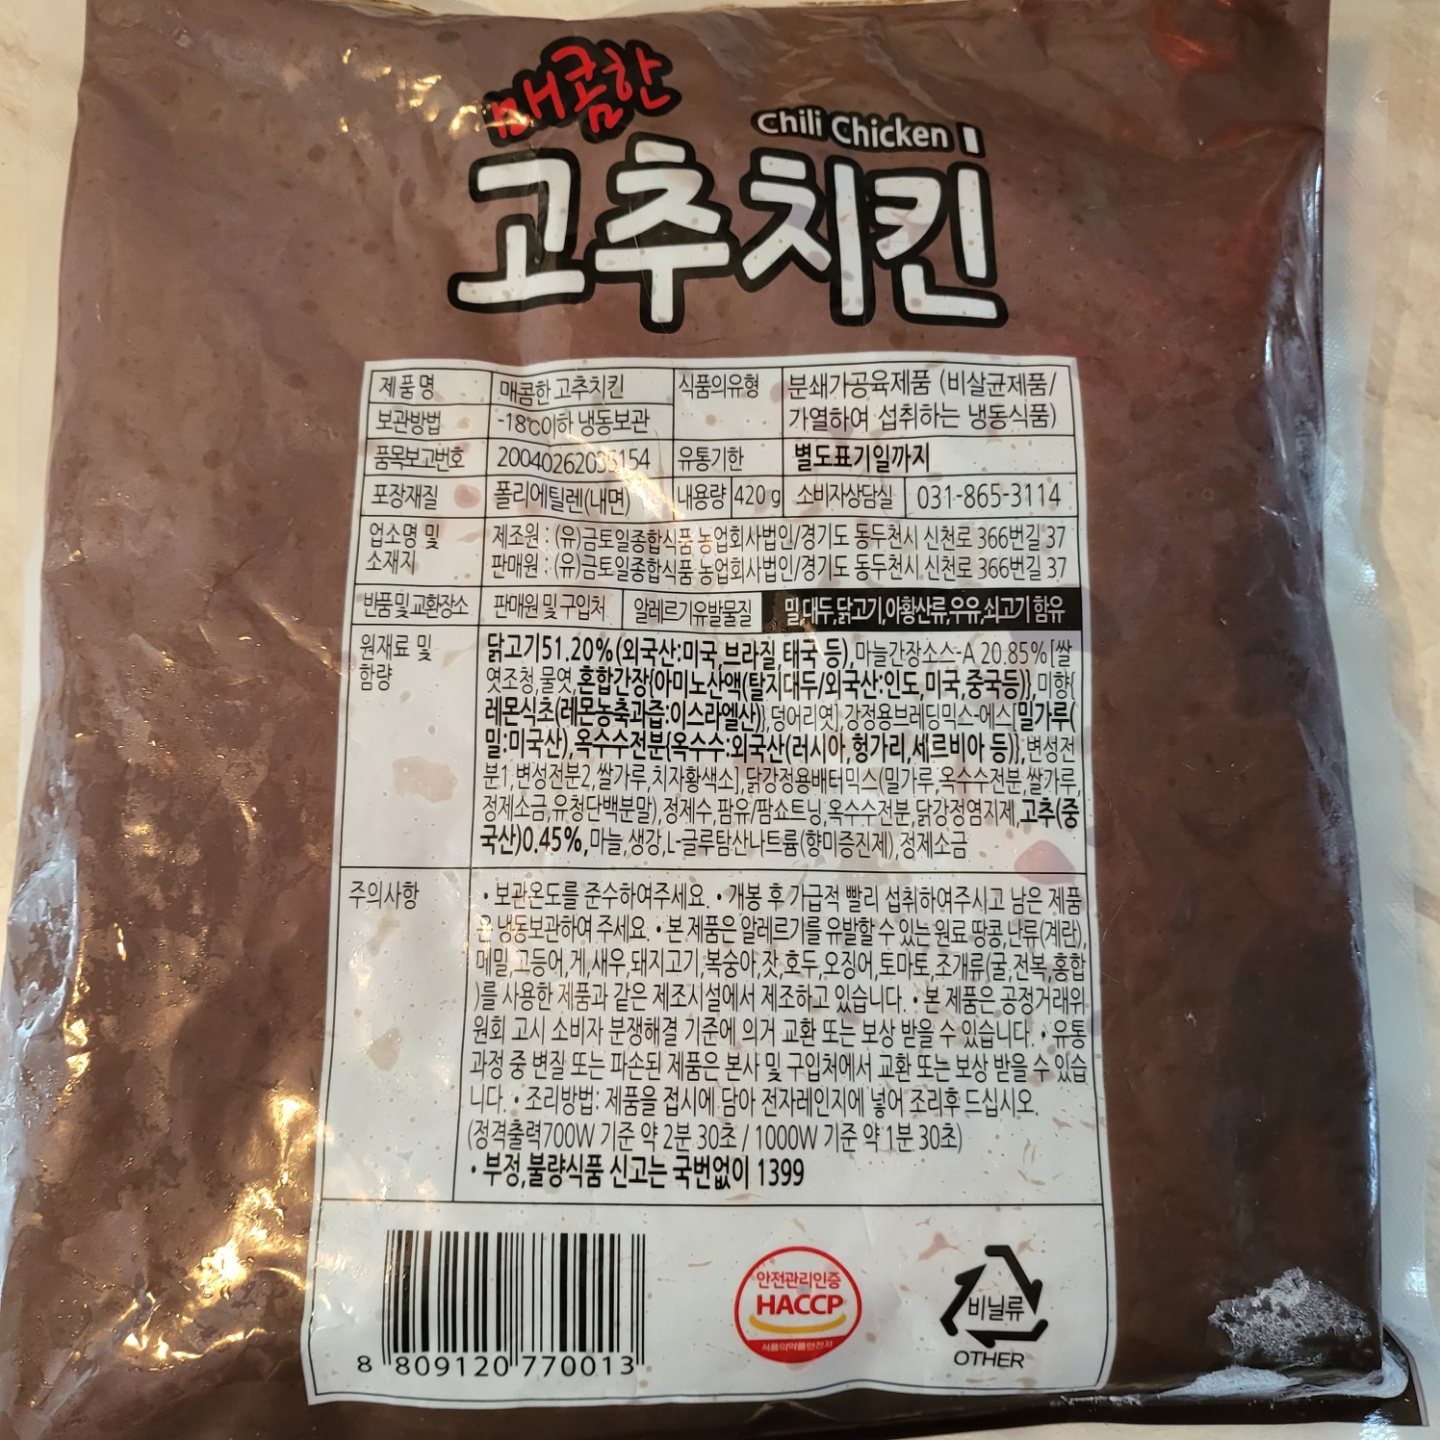 매콤한
Chili Chicken
고추치킨
제품명 매콤한 고추치킨 식품의유형 분쇄가공육제품 (비살균제품/
가열하여 섭취하는 냉동식품)
보관방법 -18℃이하 냉동보관
품목보고번호 유통기한 별도표기일까지
포장재질 폴리에틸렌(내면) 내용량 420 g 소비자상담실 031-865-3114
업소명 및 소재지
제조원 : (유)금토일종합식품 농업회사법인/경기도 동두천시 신천로 366번길 37
판매원 : (유)금토일종합식품 농업회사법인/경기도 동두천시 신천로 366번길 37
반품및교환장소 판매원 및 구입처 알레르기유발물질 밀,대두,닭고기,아황산류,우유,쇠고기 함유
원재료 및 함량
닭고기51.20%(외국산:미국,브라질,태국 등),마늘간장소스-A 20.85%[쌀
엿조청,물엿,혼합간장{아미노산액(탈지대두/외국산:인도,미국,중국등)},미향{
레몬식초(레몬농축과즙:이스라엘산)},덩어리엿],강정용브레딩믹스-에스[밀가루(
밀:미국산),옥수수전분{옥수수:외국산(러시아,헝가리,세르비아 등)},변성전
분1,변성전분2,쌀가루,치자황색소],닭강정용배터믹스(밀가루,옥수수전분,쌀가루,
정제소금,유청단백분말),정제수,팜유/팜쇼트닝,옥수수전분,닭강정염지제,고추(중
국산)0.45%,마늘,생강,L-글루탐산나트륨(향미증진제),정제소금
주의사항
• 보관온도를 준수하여주세요. • 개봉 후 가급적 빨리 섭취하여주시고 남은 제품
은 냉동보관하여 주세요. • 본 제품은 알레르기를 유발할 수 있는 원료 땅콩,난류(계란),
메밀,고등어,게,새우,돼지고기,복숭아,잣,호두,오징어,토마토,조개류(굴,전복,홍합
)를 사용한 제품과 같은 제조시설에서 제조하고 있습니다. • 본 제품은 공정거래위
원회 고시 소비자 분쟁해결 기준에 의거 교환 또는 보상 받을 수 있습니다. • 유통
과정 중 변질 또는 파손된 제품은 본사 및 구입처에서 교환 또는 보상 받을 수 있습
니다. • 조리방법: 제품을 접시에 담아 전자레인지에 넣어 조리후 드십시오.
(정격출력700W 기준 약 2분 30초 / 1000W 기준 약 1분 30초)
• 부정,불량식품 신고는 국번없이 1399
8 809120 770013
안전관리인증
HACCP
식품의약품안전처
비닐류
OTHER